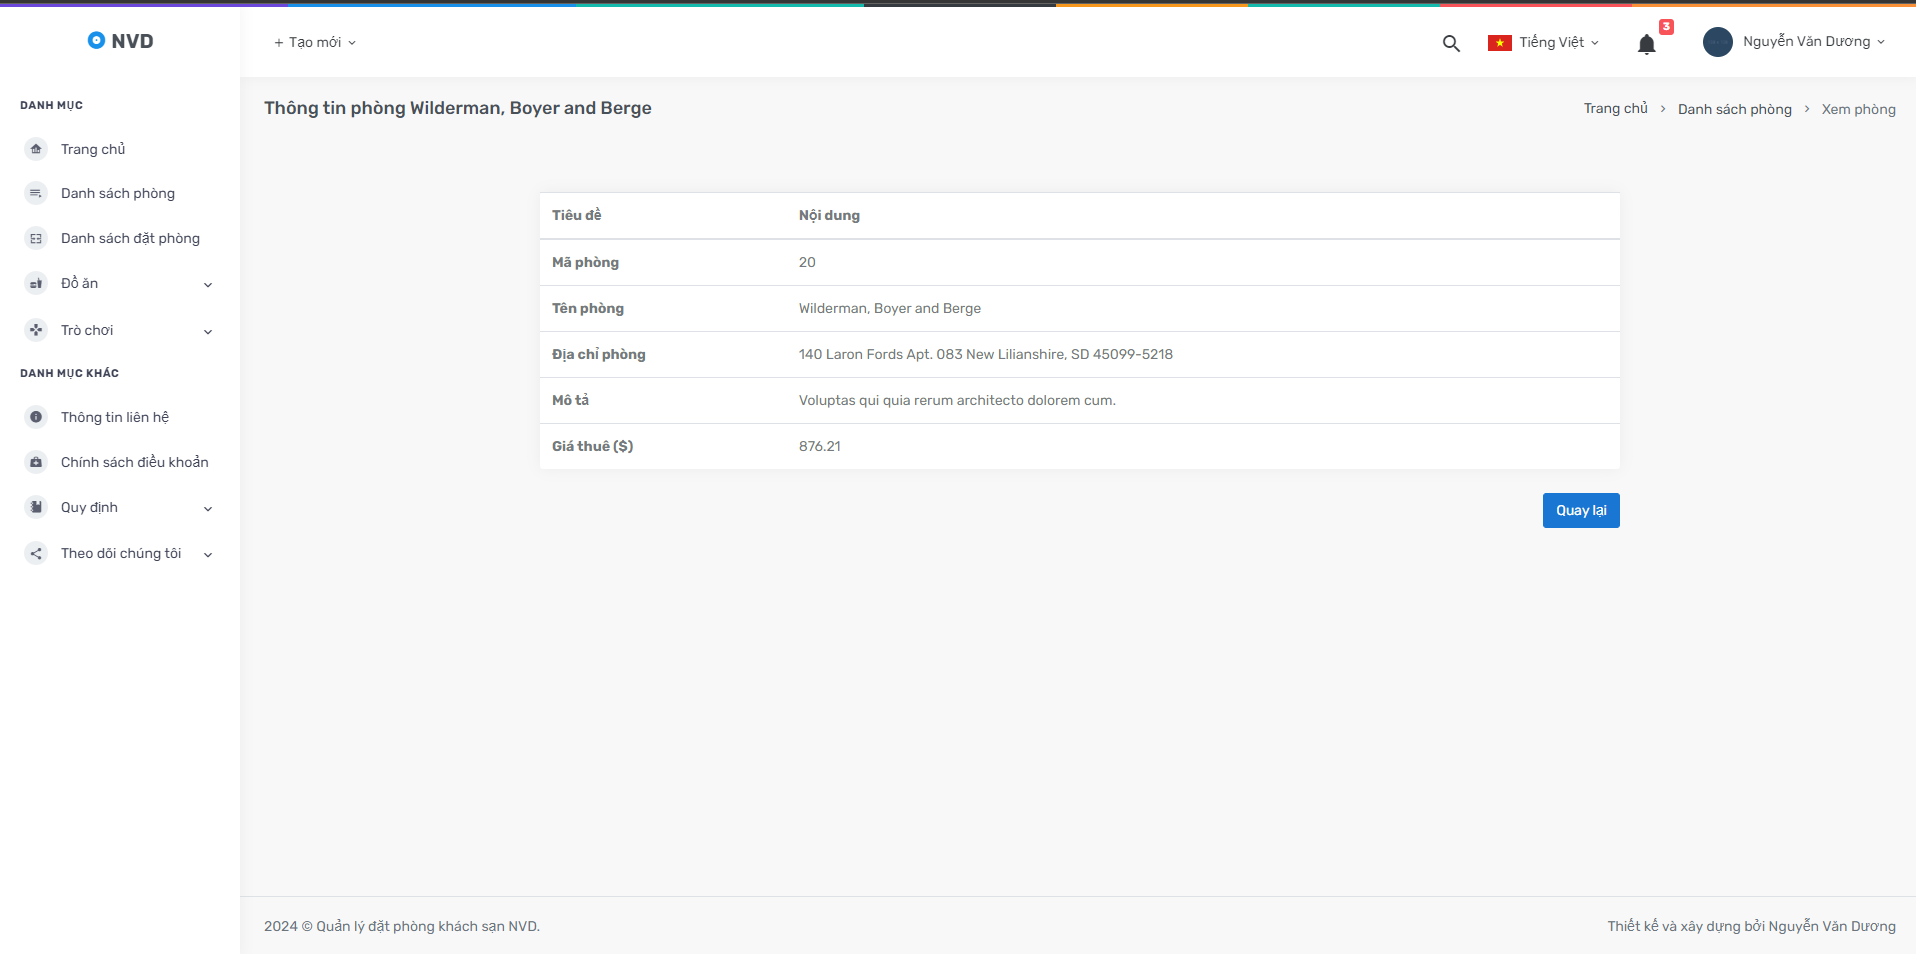 NVD
+ Tạo mới
Tiếng Việt
3
Nguyễn Văn Dương
DANH MỤC
Trang chủ
Danh sách phòng
Danh sách đặt phòng
Đồ ăn
Trò chơi
DANH MỤC KHÁC
Thông tin liên hệ
Chính sách điều khoản
Quy định
Theo dõi chúng tôi
Thông tin phòng Wilderman, Boyer and Berge
Trang chủ > Danh sách phòng > Xem phòng
Tiêu đề Nội dung
Mã phòng 20
Tên phòng Wilderman, Boyer and Berge
Địa chỉ phòng 140 Laron Fords Apt. 083 New Lilianshire, SD 45099-5218
Mô tả Voluptas qui quia rerum architecto dolorem cum.
Giá thuê ($) 876.21
Quay lại
2024 © Quản lý đặt phòng khách sạn NVD.
Thiết kế và xây dựng bởi Nguyễn Văn Dương